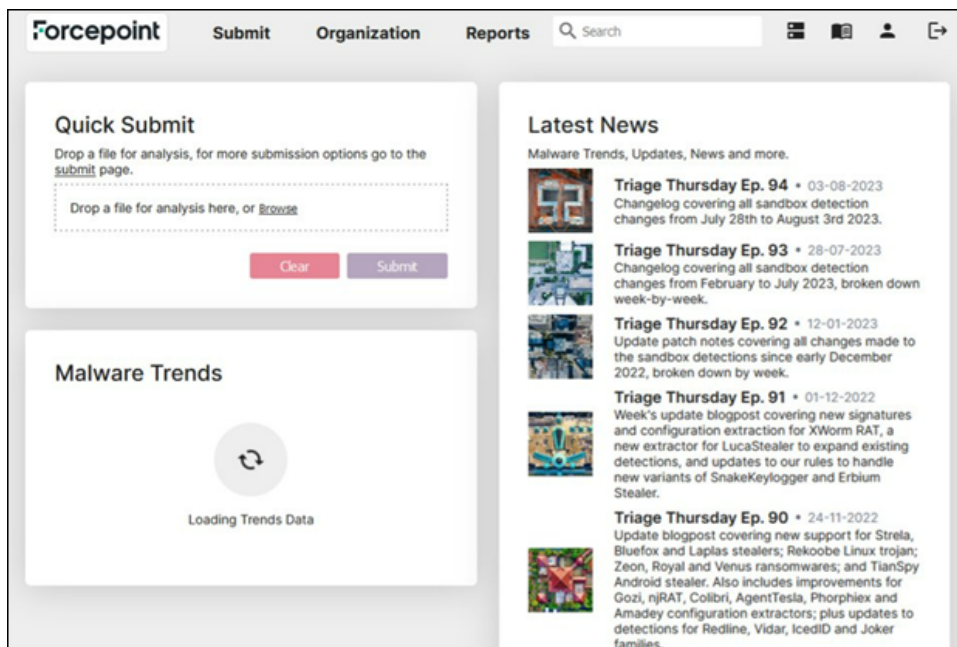 Forcepoint
Submit
Organization
Reports
Search
Quick Submit
Drop a file for analysis, for more submission options go to the
submit page.
Drop a file for analysis here, or Browse
Clear
Submit
Malware Trends
Loading Trends Data
Latest News
Malware Trends, Updates, News and more.
Triage Thursday Ep. 94 • 03-08-2023
Changelog covering all sandbox detection
changes from July 28th to August 3rd 2023.
Triage Thursday Ep. 93 • 28-07-2023
Changelog covering all sandbox detection
changes from February to July 2023, broken down
week-by-week.
Triage Thursday Ep. 92 • 12-01-2023
Update patch notes covering all changes made to
the sandbox detections since early December
2022, broken down by week.
Triage Thursday Ep. 91 • 01-12-2022
Week's update blogpost covering new signatures
and configuration extraction for XWorm RAT, a
new extractor for LucaStealer to expand existing
detections, and updates to our rules to handle
new variants of SnakeKeylogger and Erbium
Stealer.
Triage Thursday Ep. 90 • 24-11-2022
Update blogpost covering new support for Strela,
Bluefox and Laplas stealers; Rekoobe Linux trojan;
Zeon, Royal and Venus ransomwares; and TianSpy
Android stealer. Also includes improvements for
Gozi, njRAT, Colibri, AgentTesla, Phorphiex and
Amadey configuration extractors; plus updates to
detections for Redline, Vidar, IcedID and Joker
families.